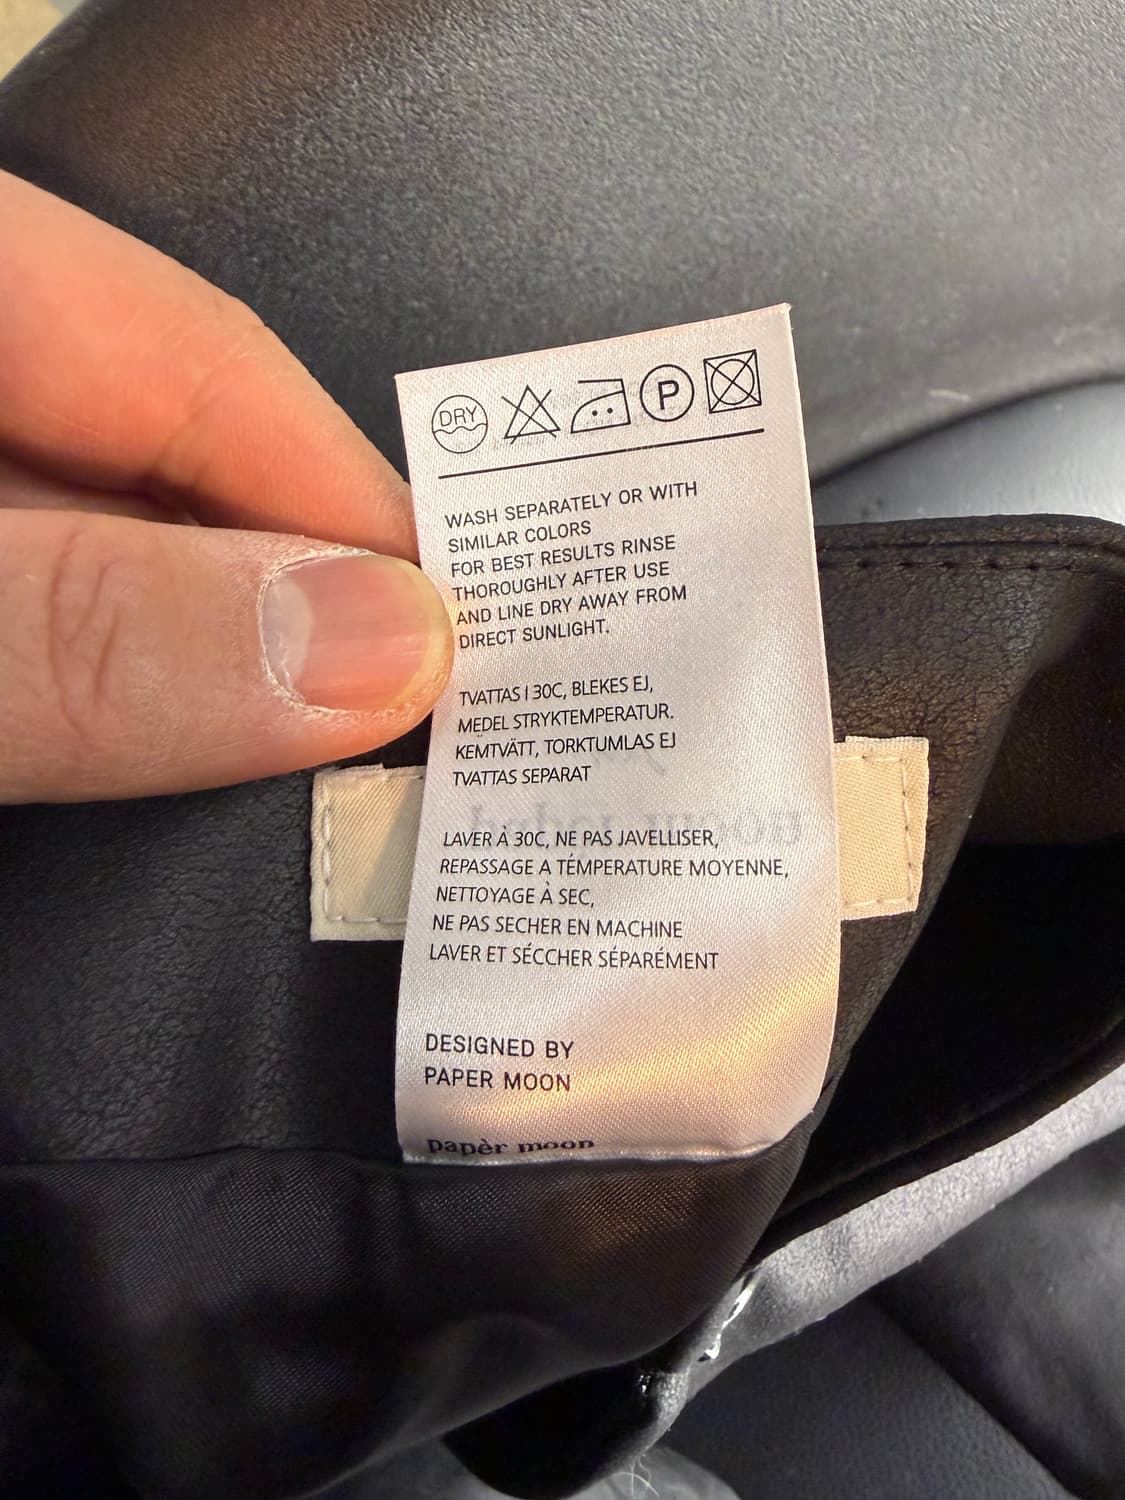 DRY P
WASH SEPARATELY OR WITH
SIMILAR COLORS
FOR BEST RESULTS RINSE
THOROUGHLY AFTER USE
AND LINE DRY AWAY FROM
DIRECT SUNLIGHT.
TVATTAS I 30C, BLEKES EJ,
MEDEL STRYKTEMPERATUR.
KEMTVÄTT, TORKTUMLAS EJ
TVATTAS SEPARAT
LAVER À 30C, NE PAS JAVELLISER,
REPASSAGE A TÉMPERATURE MOYENNE,
NETTOYAGE À SEC,
NE PAS SECHER EN MACHINE
LAVER ET SÉCCHER SÉPARÉMENT
DESIGNED BY
PAPER MOON
papèr moon